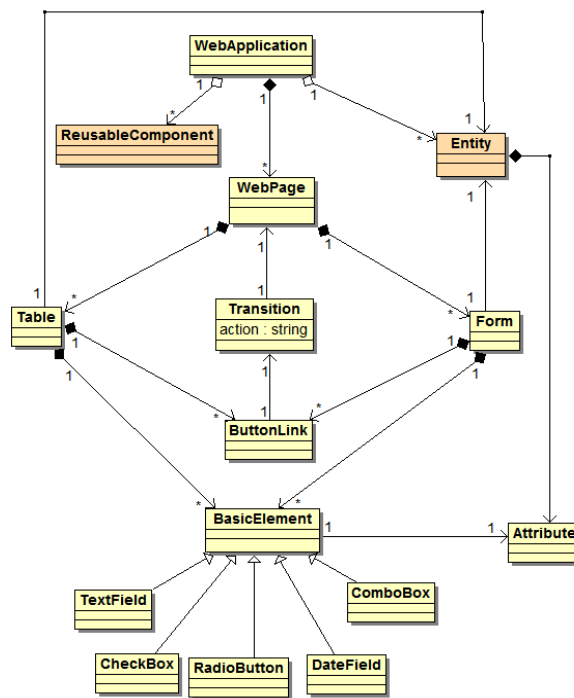 WebApplication
1
1
1
*
ReusableComponent
*
1
Entity
*
WebPage
1
1
1
1
*
1
*
1
1
Table
Transition
action : string
Form
1
1
1
1
1
1
*
*
ButtonLink
*
*
BasicElement
1
1
Attribute
TextField
ComboBox
CheckBox
RadioButton
DateField